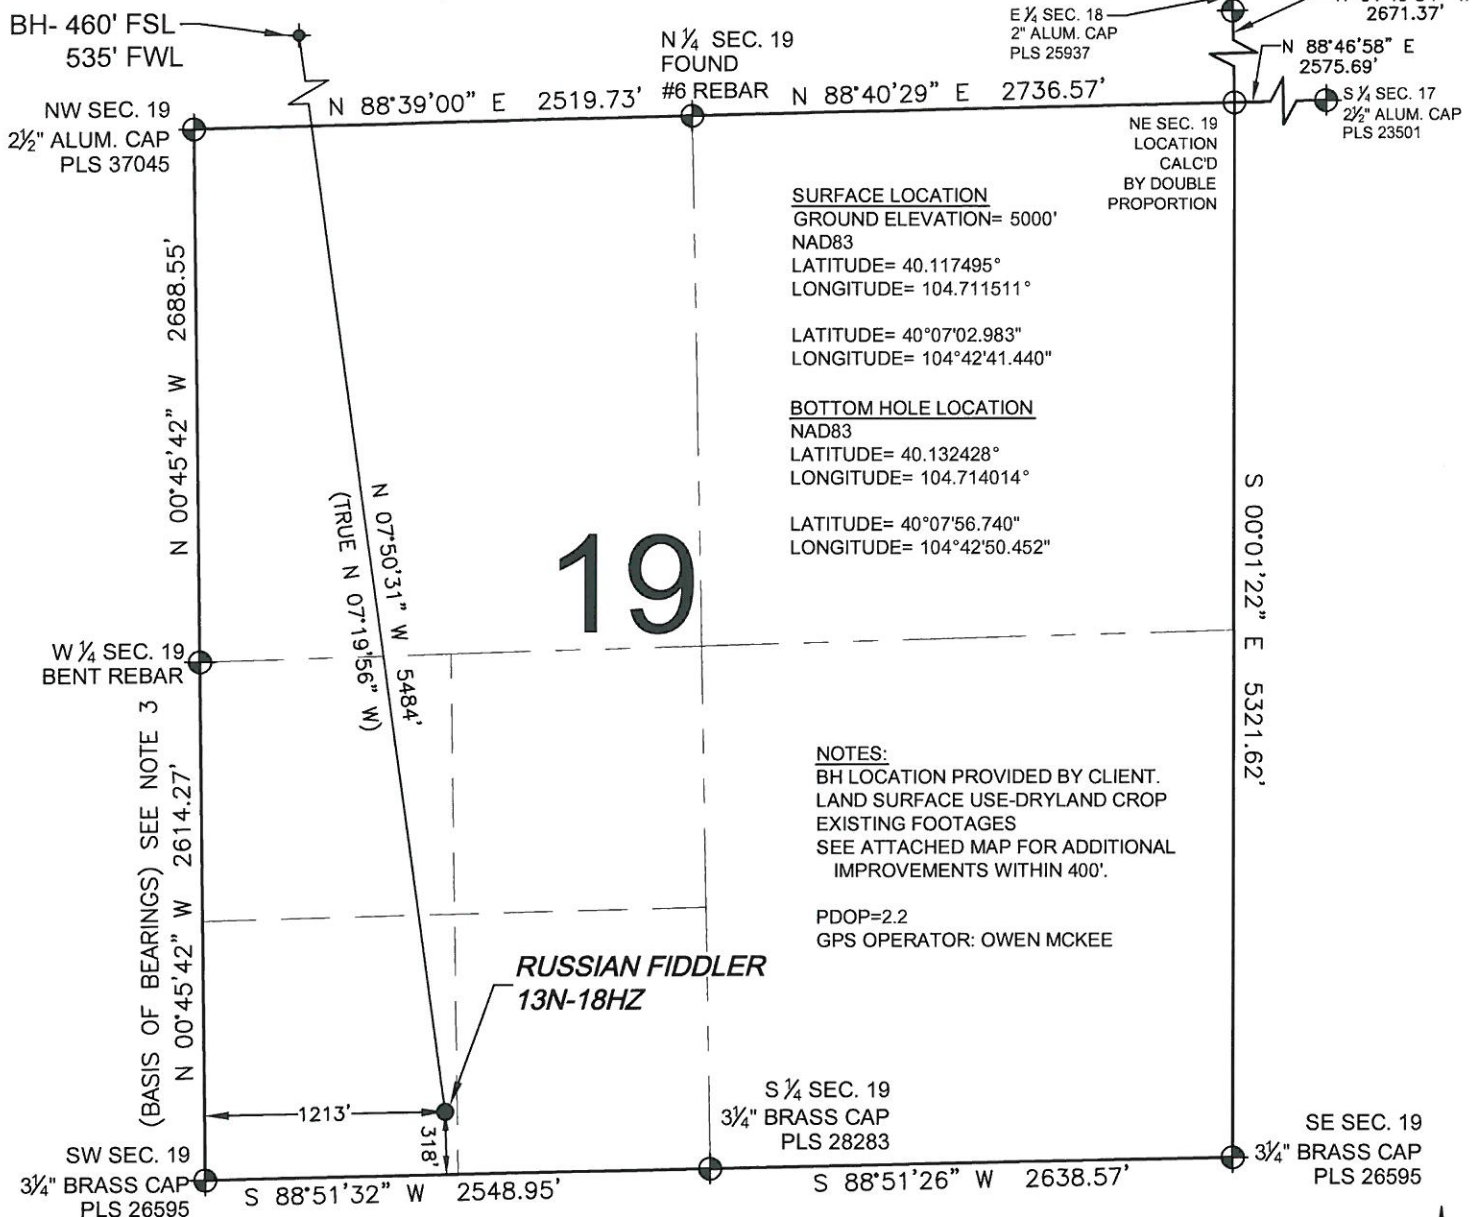 BH- 460' FSL
535' FWL
E ¼ SEC. 18
2" ALUM. CAP
PLS 25937
2671.37'
N 88°46'58" E
2575.69'
S ¼ SEC. 17
2½" ALUM. CAP
PLS 23501
N ¼ SEC. 19
FOUND
#6 REBAR
N 88°39'00" E 2519.73'
N 88°40'29" E 2736.57'
NW SEC. 19
2½" ALUM. CAP
PLS 37045
NE SEC. 19
LOCATION
CALC'D
BY DOUBLE
PROPORTION
SURFACE LOCATION
GROUND ELEVATION= 5000'
NAD83
LATITUDE= 40.117495°
LONGITUDE= 104.711511°
LATITUDE= 40°07'02.983"
LONGITUDE= 104°42'41.440"
BOTTOM HOLE LOCATION
NAD83
LATITUDE= 40.132428°
LONGITUDE= 104.714014°
LATITUDE= 40°07'56.740"
LONGITUDE= 104°42'50.452"
N 00°45'42" W 2688.55'
N 07°50'31" W 5484'
(TRUE N 07°19'56" W)
19
S 00°01'22" E 5321.62'
W ¼ SEC. 19
BENT REBAR
(BASIS OF BEARINGS) SEE NOTE 3
N 00°45'42" W 2614.27'
NOTES:
BH LOCATION PROVIDED BY CLIENT.
LAND SURFACE USE-DRYLAND CROP
EXISTING FOOTAGES
SEE ATTACHED MAP FOR ADDITIONAL
IMPROVEMENTS WITHIN 400'.
PDOP=2.2
GPS OPERATOR: OWEN MCKEE
RUSSIAN FIDDLER
13N-18HZ
1213'
318'
S ¼ SEC. 19
3¼" BRASS CAP
PLS 28283
SW SEC. 19
3¼" BRASS CAP
PLS 26595
SE SEC. 19
3¼" BRASS CAP
PLS 26595
S 88°51'32" W 2548.95'
S 88°51'26" W 2638.57'